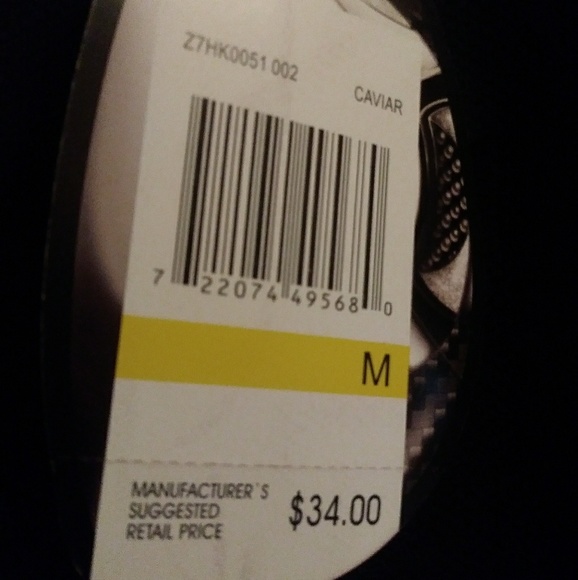 Z7HK0051 002
CAVIAR
7 22074 49568 0
M
MANUFACTURER`S
SUGGESTED
RETAIL PRICE
$34.00